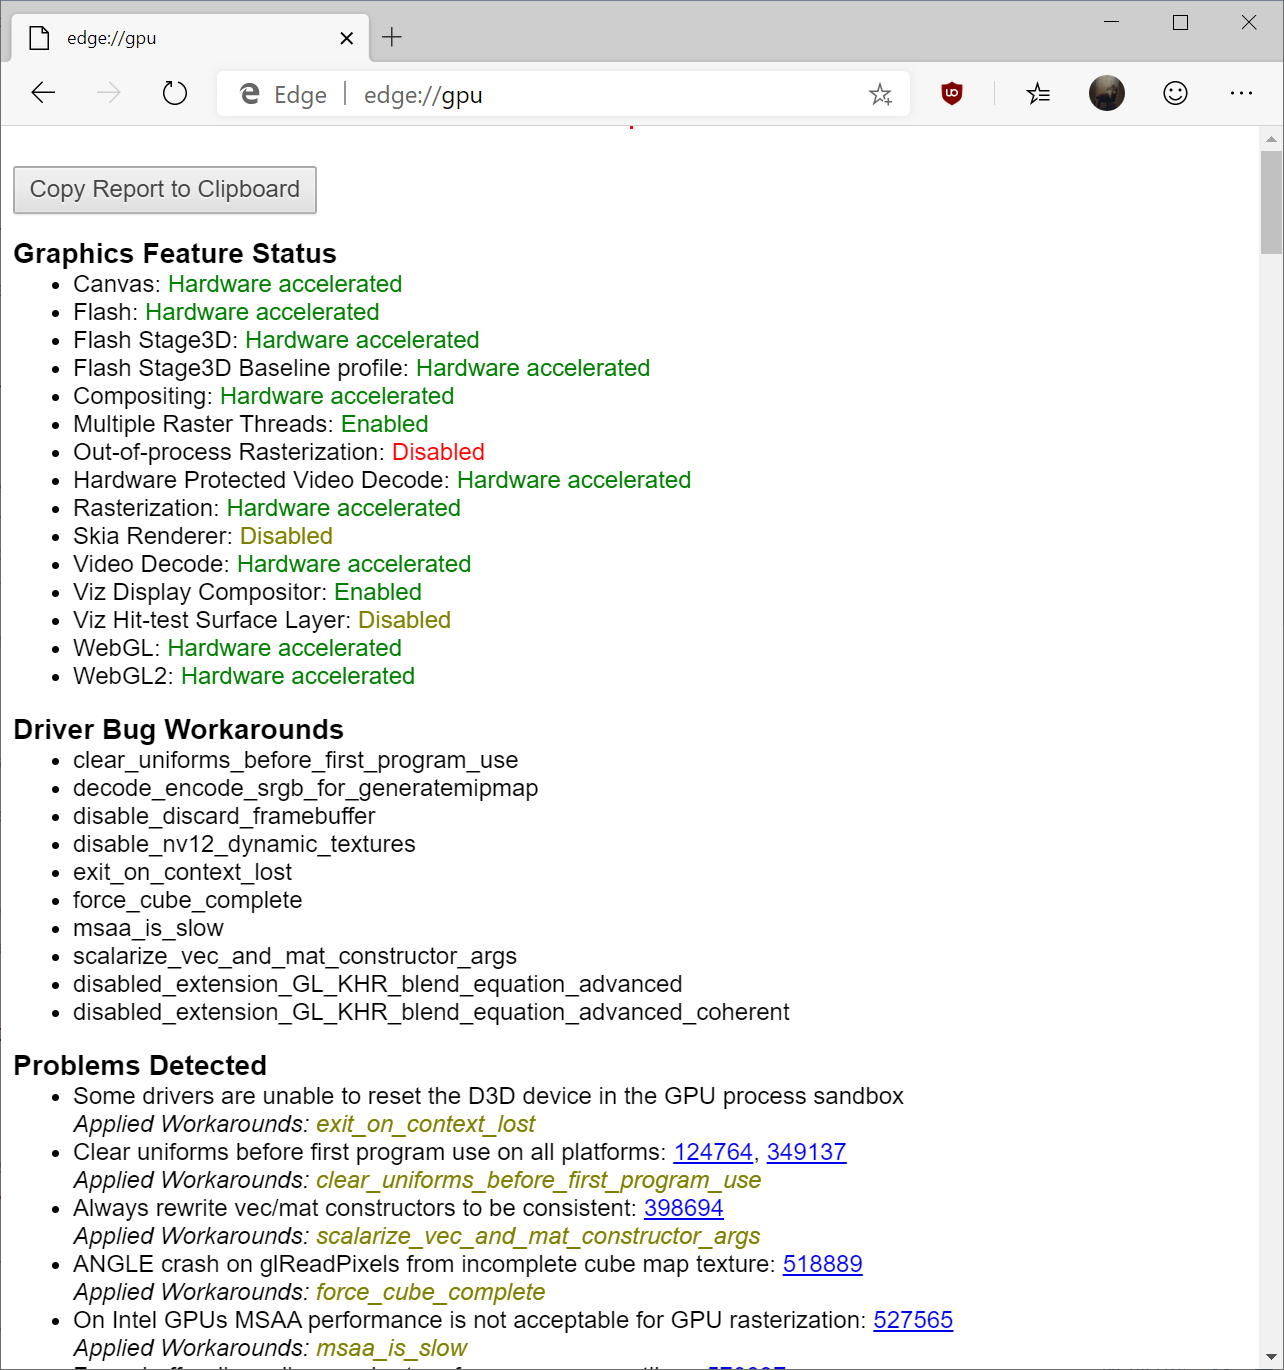 edge://gpu
Edge | edge://gpu
Copy Report to Clipboard
Graphics Feature Status
Canvas: Hardware accelerated
Flash: Hardware accelerated
Flash Stage3D: Hardware accelerated
Flash Stage3D Baseline profile: Hardware accelerated
Compositing: Hardware accelerated
Multiple Raster Threads: Enabled
Out-of-process Rasterization: Disabled
Hardware Protected Video Decode: Hardware accelerated
Rasterization: Hardware accelerated
Skia Renderer: Disabled
Video Decode: Hardware accelerated
Viz Display Compositor: Enabled
Viz Hit-test Surface Layer: Disabled
WebGL: Hardware accelerated
WebGL2: Hardware accelerated
Driver Bug Workarounds
clear_uniforms_before_first_program_use
decode_encode_srgb_for_generatemipmap
disable_discard_framebuffer
disable_nv12_dynamic_textures
exit_on_context_lost
force_cube_complete
msaa_is_slow
scalarize_vec_and_mat_constructor_args
disabled_extension_GL_KHR_blend_equation_advanced
disabled_extension_GL_KHR_blend_equation_advanced_coherent
Problems Detected
Some drivers are unable to reset the D3D device in the GPU process sandbox
Applied Workarounds: exit_on_context_lost
Clear uniforms before first program use on all platforms: 124764, 349137
Applied Workarounds: clear_uniforms_before_first_program_use
Always rewrite vec/mat constructors to be consistent: 398694
Applied Workarounds: scalarize_vec_and_mat_constructor_args
ANGLE crash on glReadPixels from incomplete cube map texture: 518889
Applied Workarounds: force_cube_complete
On Intel GPUs MSAA performance is not acceptable for GPU rasterization: 527565
Applied Workarounds: msaa_is_slow